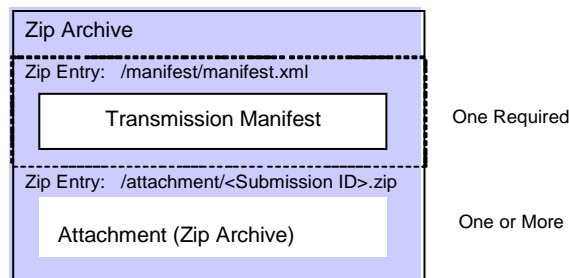 Zip Archive
Zip Entry: /manifest/manifest.xml
Transmission Manifest
One Required
Zip Entry: /attachment/<Submission ID>.zip
Attachment (Zip Archive)
One or More